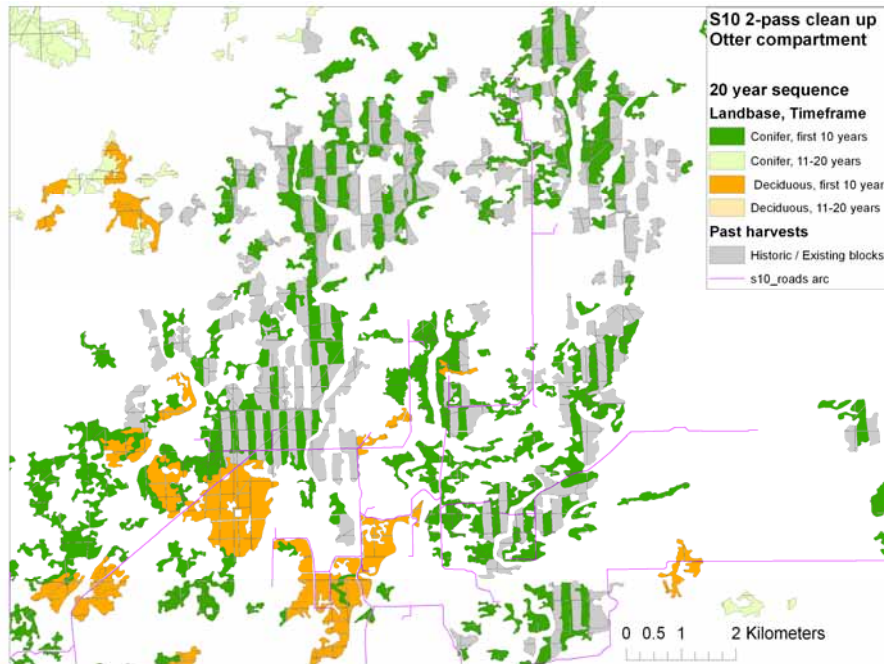 S10 2-pass clean up
Otter compartment
20 year sequence
Landbase, Timeframe
Conifer, first 10 years
Conifer, 11-20 years
Deciduous, first 10 year
Deciduous, 11-20 years
Past harvests
Historic / Existing blocks
s10_roads arc
0 0.5 1 2 Kilometers